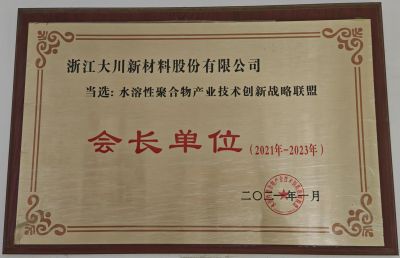 浙江大川新材料股份有限公司
当选：水溶性聚合物产业技术创新战略联盟
会长单位（2021年-2023年）
二〇二一年一月